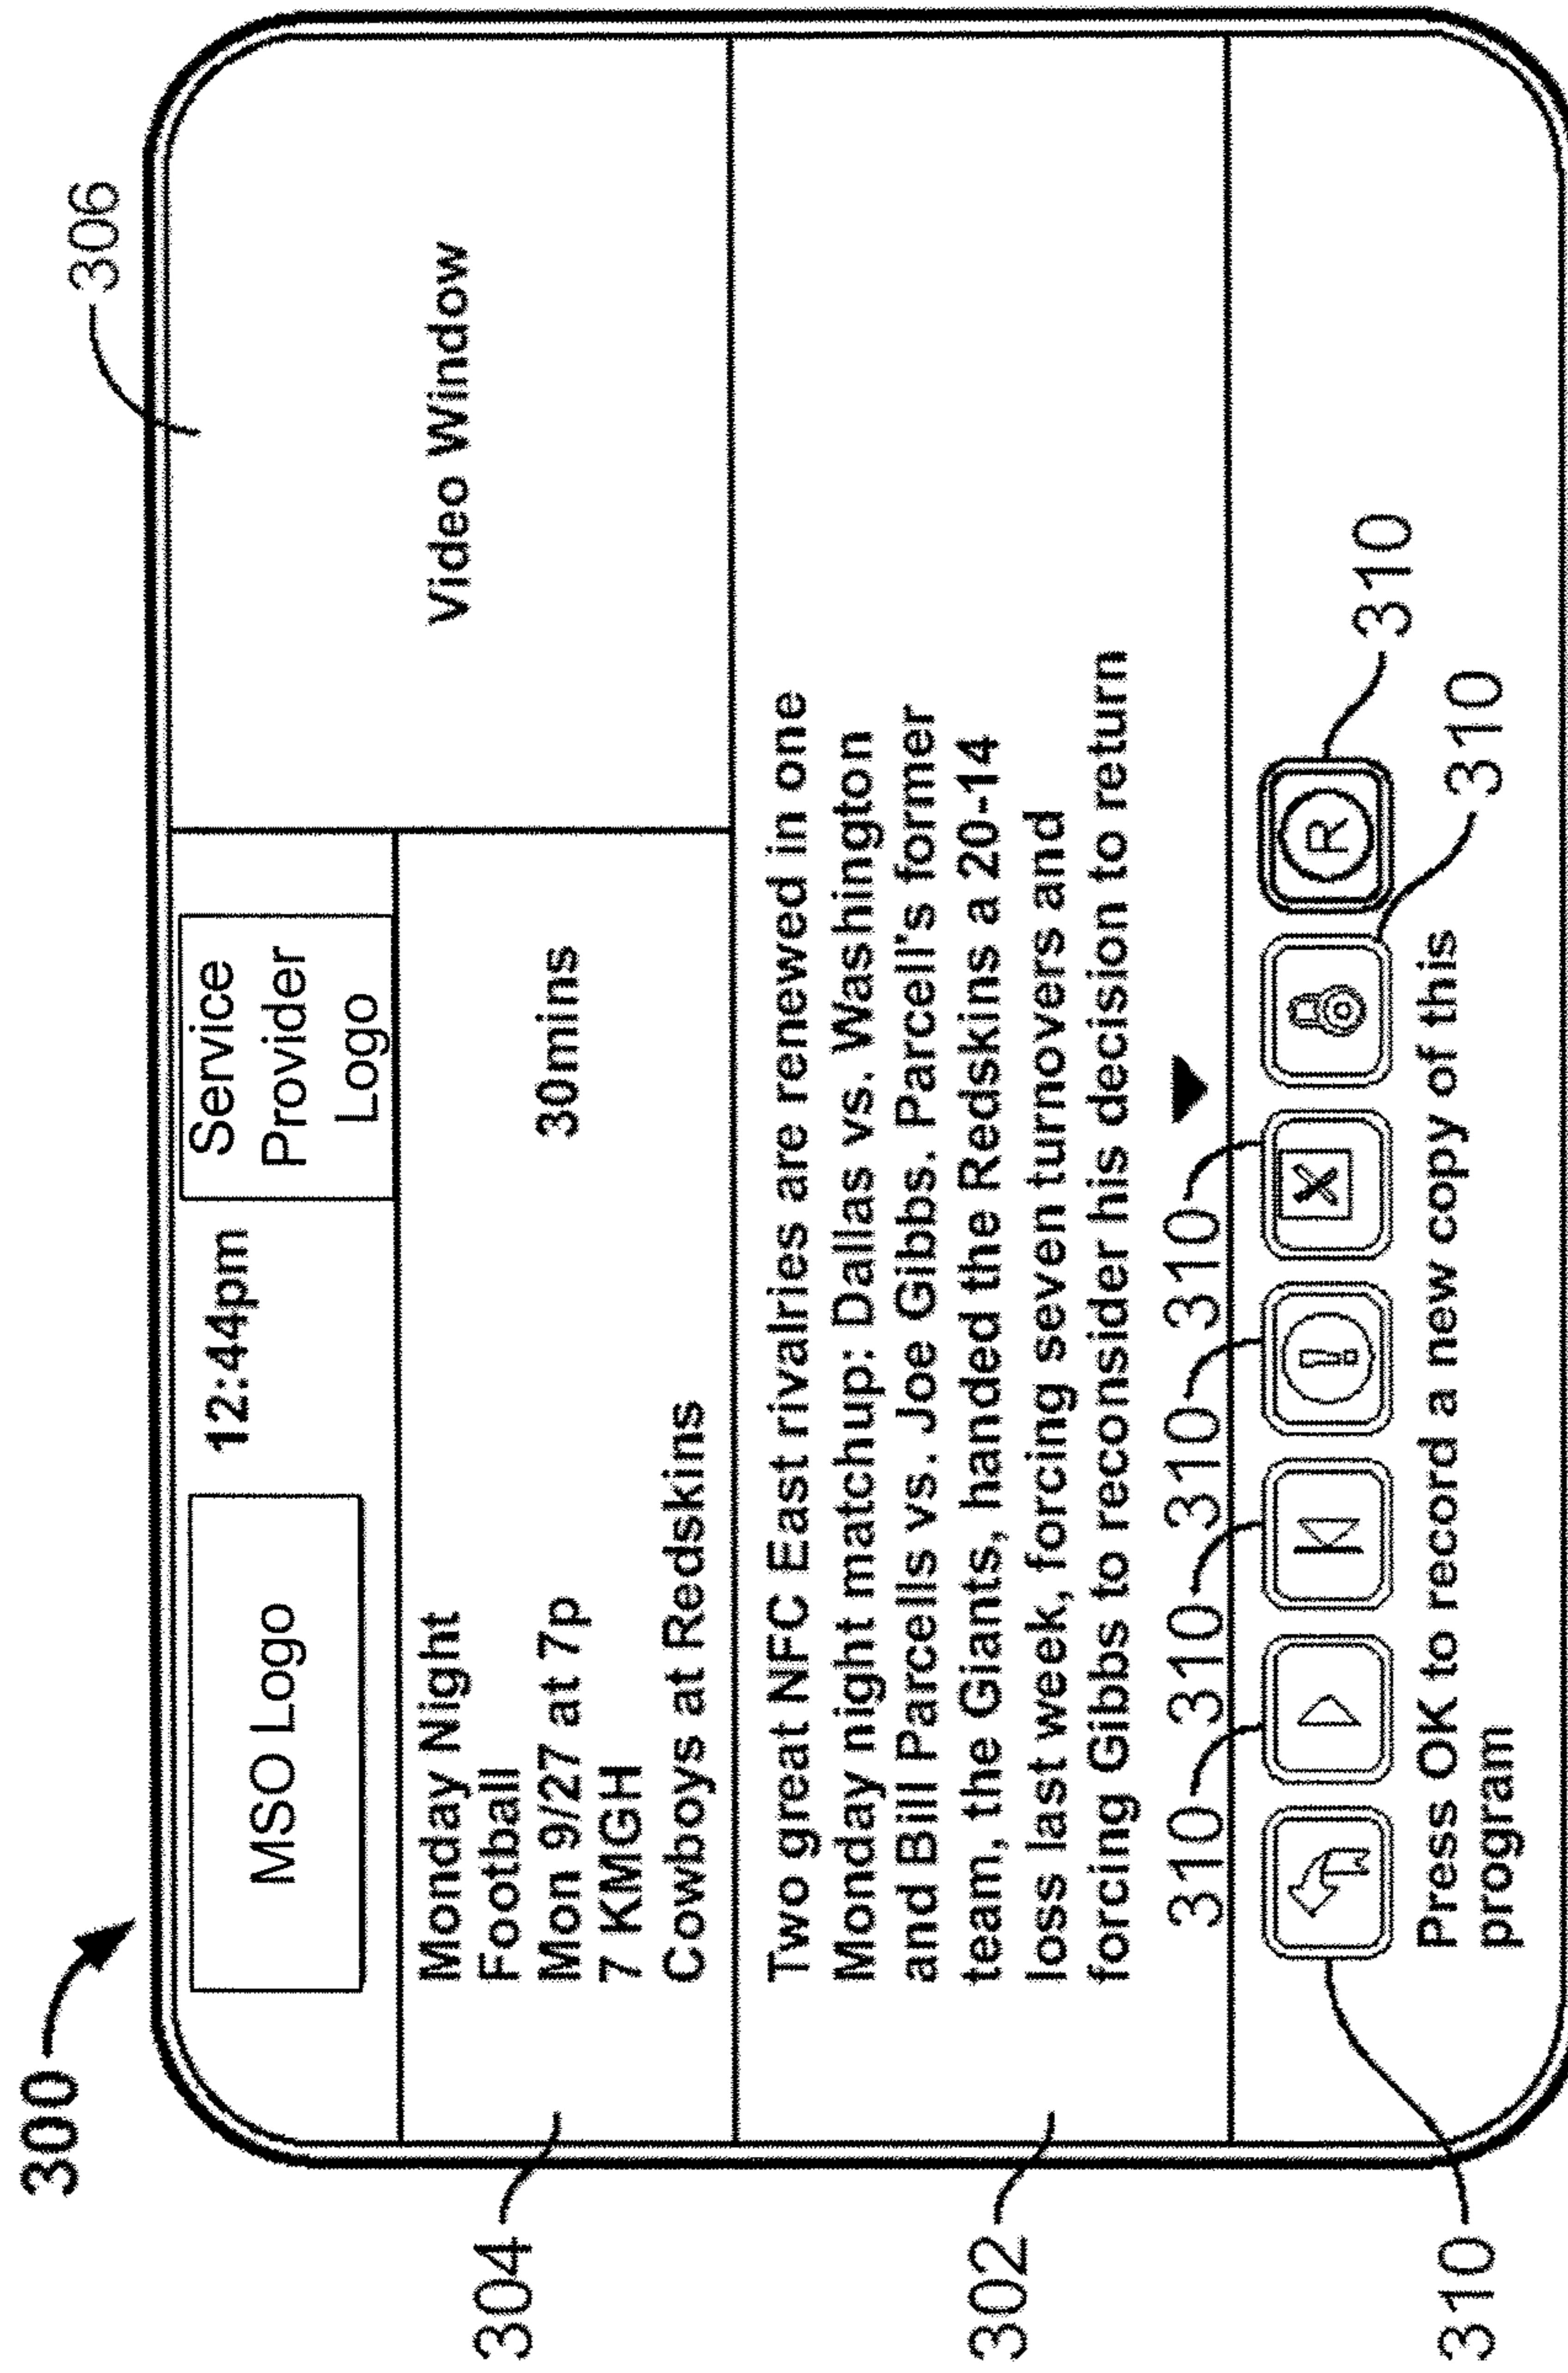 300
306
MSO Logo
12:44pm
Service
Provider
Logo
Video Window
304
Monday Night
Football
Mon 9/27 at 7p
30mins
7 KMGH
Cowboys at Redskins
302
Two great NFC East rivalries are renewed in one
Monday night matchup: Dallas vs. Washington
and Bill Parcells vs. Joe Gibbs. Parcell's former
team, the Giants, handed the Redskins a 20-14
loss last week, forcing seven turnovers and
forcing Gibbs to reconsider his decision to return
310
310
310
310
310
310
310
!
X
R
Press OK to record a new copy of this
program